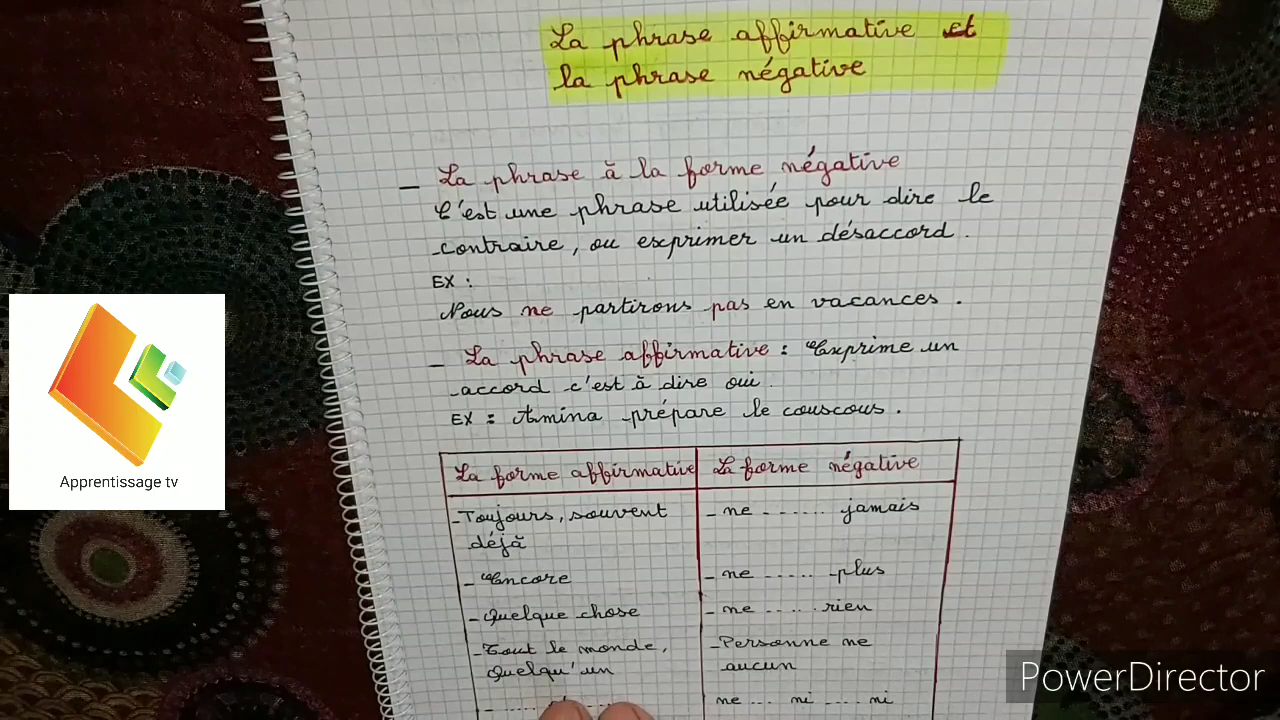 La phrase affirmative et
la phrase négative
- La phrase à la forme négative
C'est une phrase utilisée pour dire le
contraire, ou exprimer un désaccord.
EX :
Nous ne partirons pas en vacances.
- La phrase affirmative : Exprime un
accord c'est à dire oui.
EX : Amina prépare le couscous.
La forme affirmative
La forme négative
- Toujours, souvent
déjà
- ne ....... jamais
- Encore
- ne ...... plus
- Quelque chose
- ne ..... rien
- Tout le monde,
quelqu'un
- Personne ne
aucun
ne ... ni .... ni
Apprentissage tv
PowerDirector